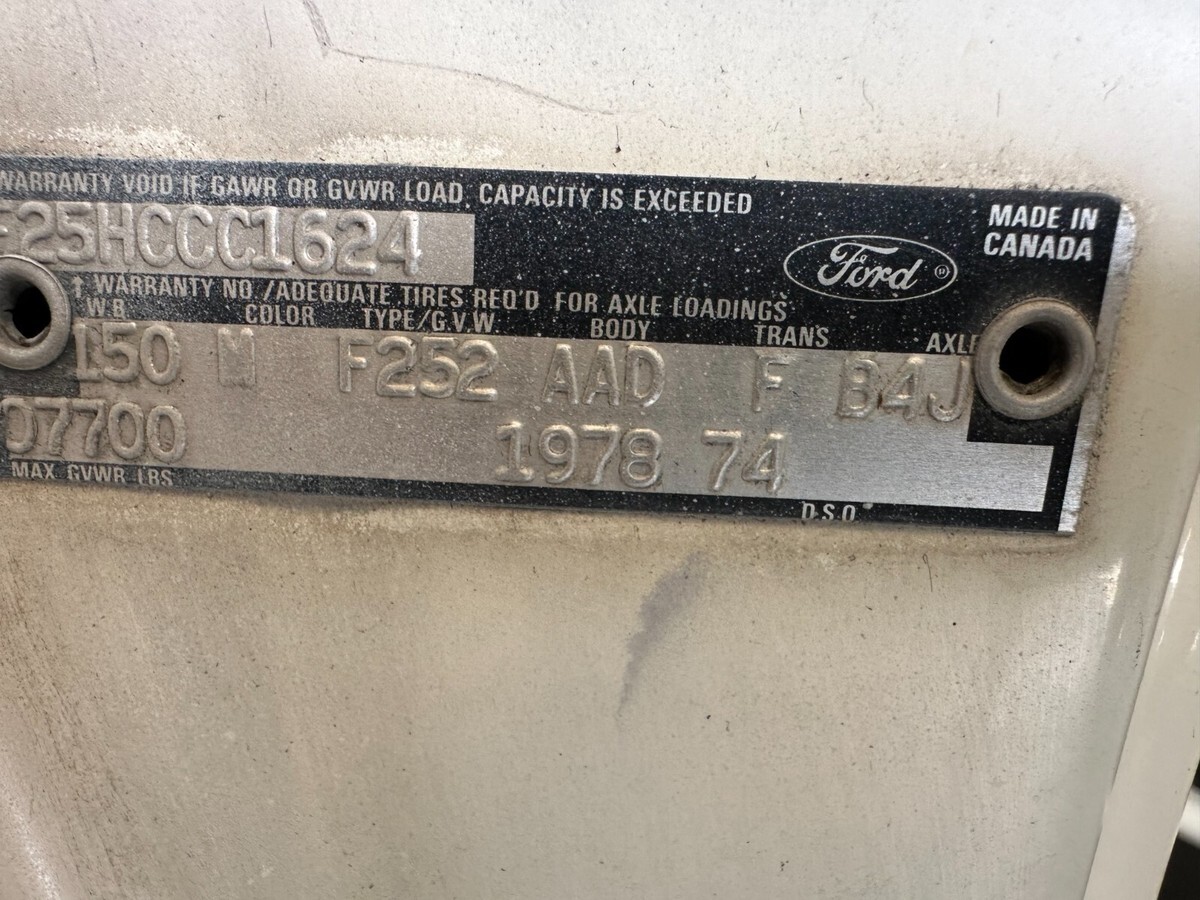 WARRANTY VOID IF GAWR OR GVWR LOAD. CAPACITY IS EXCEEDED
MADE IN
CANADA
F25HCCC1624
Ford ®
↑ WARRANTY NO./ADEQUATE TIRES REQ'D FOR AXLE LOADINGS
W.B. COLOR TYPE/G.V.W. BODY TRANS AXLE
150 M F252 AAD F B4J
07700 1978 74
MAX. GVWR LBS D.S.O.